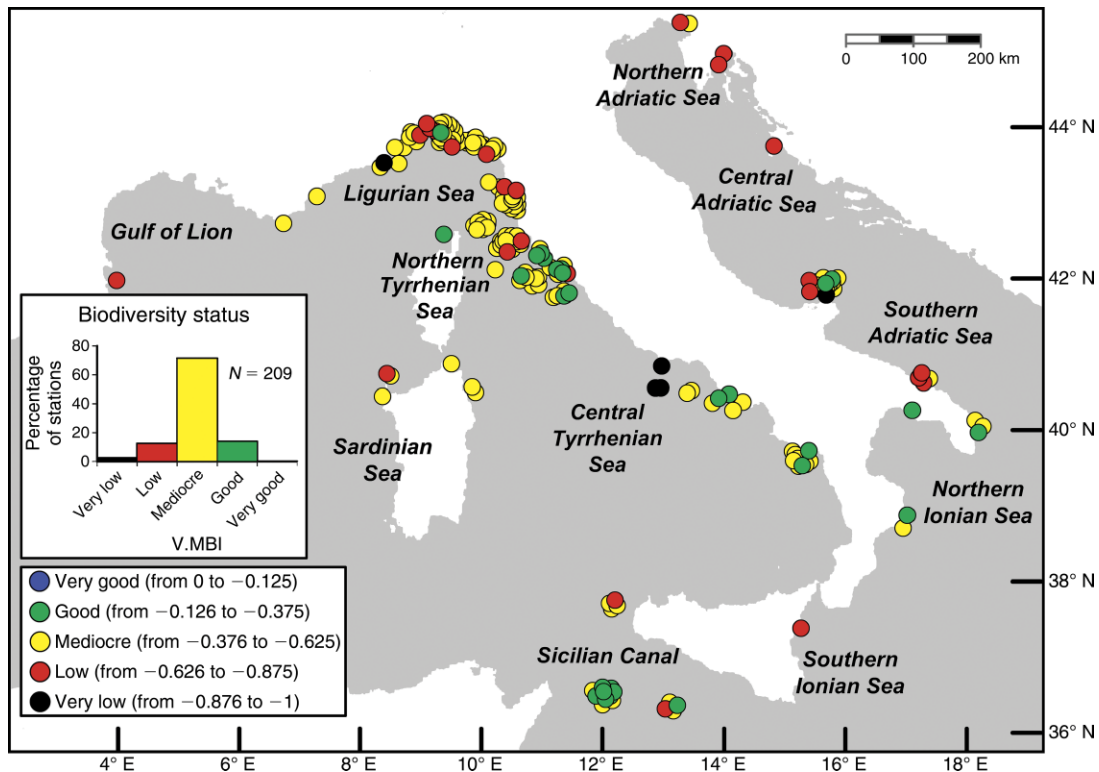 0 100 200 km
Northern
Adriatic Sea
44° N
Central
Adriatic Sea
Ligurian Sea
Gulf of Lion
Northern
Tyrrhenian
Sea
42° N
Southern
Adriatic Sea
Biodiversity status
Percentage
of stations
80
60
40
20
0
N = 209
Very low
Low
Mediocre
Good
Very good
V.MBI
Central
Tyrrhenian
Sea
Sardinian
Sea
40° N
Northern
Ionian Sea
38° N
Very good (from 0 to −0.125)
Good (from −0.126 to −0.375)
Mediocre (from −0.376 to −0.625)
Low (from −0.626 to −0.875)
Very low (from −0.876 to −1)
Sicilian Canal
Southern
Ionian Sea
36° N
4° E 6° E 8° E 10° E 12° E 14° E 16° E 18° E